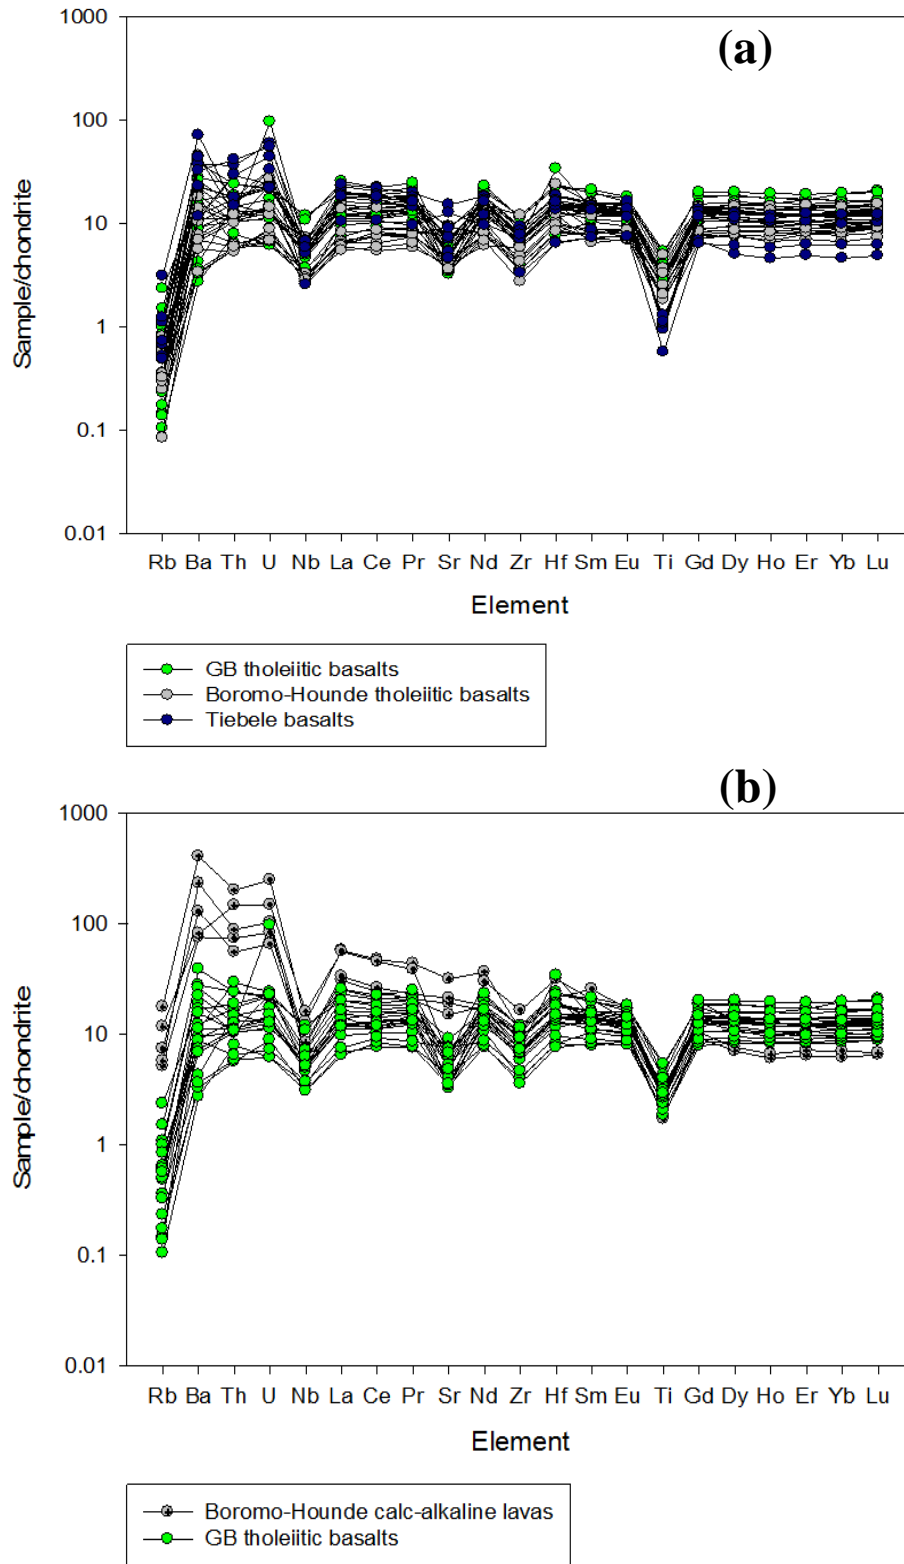 (a)
1000
100
10
1
0.1
0.01
Sample/chondrite
Rb Ba Th U Nb La Ce Pr Sr Nd Zr Hf Sm Eu Ti Gd Dy Ho Er Yb Lu
Element
GB tholeiitic basalts
Boromo-Hounde tholeiitic basalts
Tiebele basalts
(b)
1000
100
10
1
0.1
0.01
Sample/chondrite
Rb Ba Th U Nb La Ce Pr Sr Nd Zr Hf Sm Eu Ti Gd Dy Ho Er Yb Lu
Element
Boromo-Hounde calc-alkaline lavas
GB tholeiitic basalts